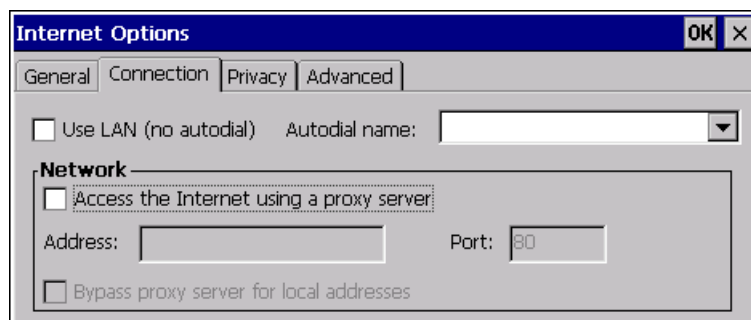 Internet Options OK ×
General Connection Privacy Advanced
Use LAN (no autodial) Autodial name:
Network
Access the Internet using a proxy server
Address: Port: 80
Bypass proxy server for local addresses